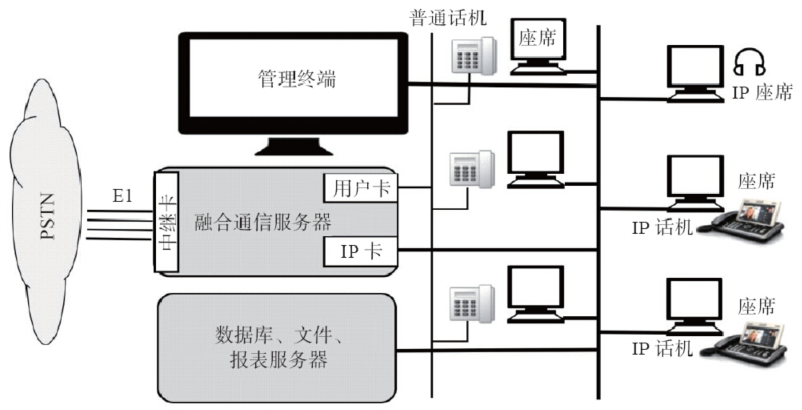 普通话机
座席
管理终端
IP 座席
PSTN
E1
中继卡
用户卡
融合通信服务器
IP 卡
座席
IP 话机
数据库、文件、
报表服务器
座席
IP 话机